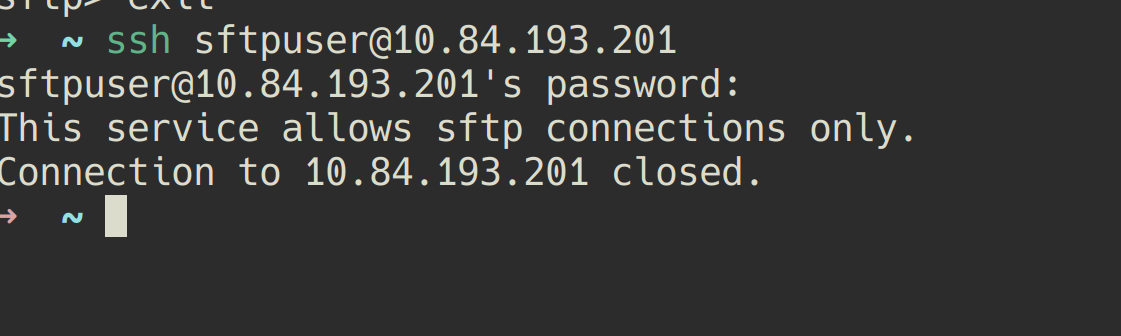 sftp> exit
➜  ~ ssh sftpuser@10.84.193.201
sftpuser@10.84.193.201's password:
This service allows sftp connections only.
Connection to 10.84.193.201 closed.
➜  ~